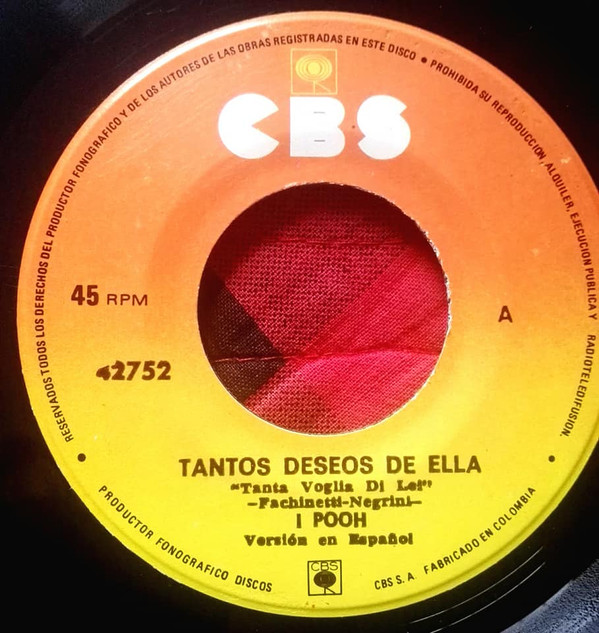 RESERVADOS TODOS LOS DERECHOS DEL PRODUCTOR FONOGRAFICO Y DE LOS AUTORES DE LAS OBRAS REGISTRADAS EN ESTE DISCO • PROHIBIDA SU REPRODUCCION, ALQUILER, EJECUCION PUBLICA Y RADIOTELEDIFUSION.
CBS
45 RPM
A
42752
TANTOS DESEOS DE ELLA
"Tanta Voglia Di Lei"
-Fachinetti-Negrini-
I POOH
Versión en Español
CBS
PRODUCTOR FONOGRAFICO DISCOS CBS S.A. FABRICADO EN COLOMBIA